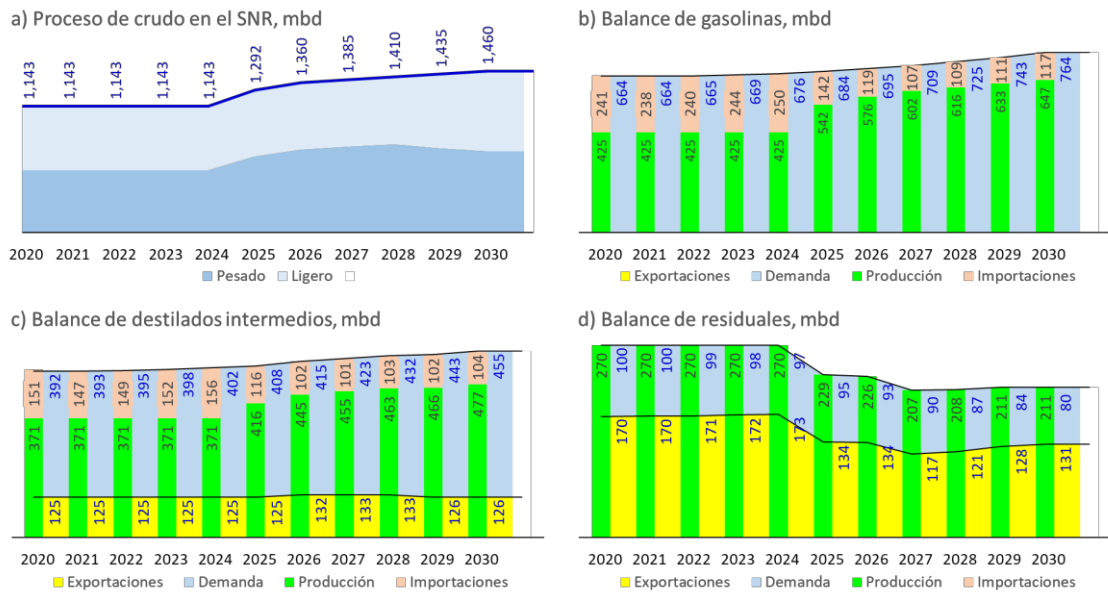 a) Proceso de crudo en el SNR, mbd
1,143 1,143 1,143 1,143 1,143 1,292 1,360 1,385 1,410 1,435 1,460
2020 2021 2022 2023 2024 2025 2026 2027 2028 2029 2030
Pesado Ligero
b) Balance de gasolinas, mbd
241 664 238 664 240 665 244 669 250 676 142 684 119 695 107 709 109 725 111 743 117 764
425 425 425 425 425 542 576 602 616 633 647
2020 2021 2022 2023 2024 2025 2026 2027 2028 2029 2030
Exportaciones Demanda Producción Importaciones
c) Balance de destilados intermedios, mbd
151 392 147 393 149 395 152 398 156 402 116 408 102 415 101 423 103 432 102 443 104 455
371 371 371 371 371 416 445 455 463 466 477
125 125 125 125 125 125 132 133 133 126 126
2020 2021 2022 2023 2024 2025 2026 2027 2028 2029 2030
Exportaciones Demanda Producción Importaciones
d) Balance de residuales, mbd
270 100 270 100 270 99 270 98 270 97 229 95 226 93 207 90 208 87 211 84 211 80
170 170 171 172 173 134 134 117 121 128 131
2020 2021 2022 2023 2024 2025 2026 2027 2028 2029 2030
Exportaciones Demanda Producción Importaciones